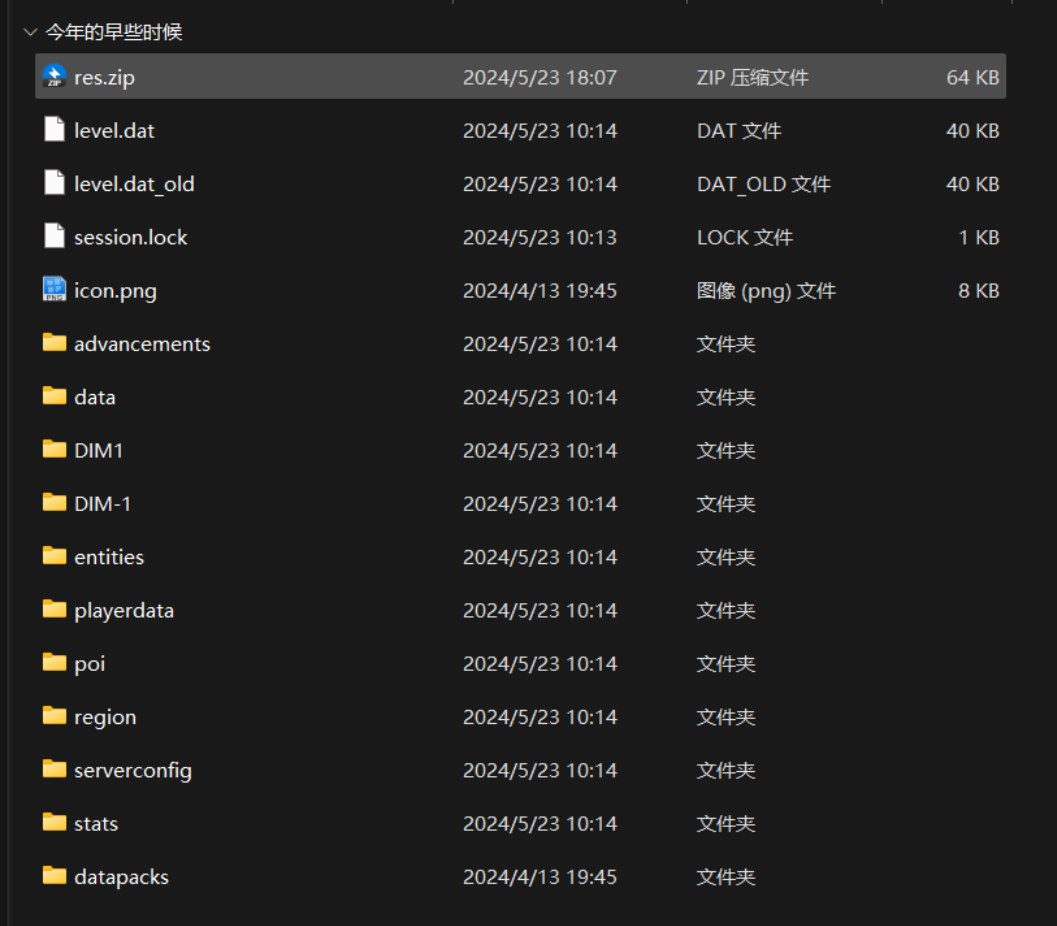 今年的早些时候
res.zip 2024/5/23 18:07 ZIP 压缩文件 64 KB
level.dat 2024/5/23 10:14 DAT 文件 40 KB
level.dat_old 2024/5/23 10:14 DAT_OLD 文件 40 KB
session.lock 2024/5/23 10:13 LOCK 文件 1 KB
icon.png 2024/4/13 19:45 图像 (png) 文件 8 KB
advancements 2024/5/23 10:14 文件夹
data 2024/5/23 10:14 文件夹
DIM1 2024/5/23 10:14 文件夹
DIM-1 2024/5/23 10:14 文件夹
entities 2024/5/23 10:14 文件夹
playerdata 2024/5/23 10:14 文件夹
poi 2024/5/23 10:14 文件夹
region 2024/5/23 10:14 文件夹
serverconfig 2024/5/23 10:14 文件夹
stats 2024/5/23 10:14 文件夹
datapacks 2024/4/13 19:45 文件夹